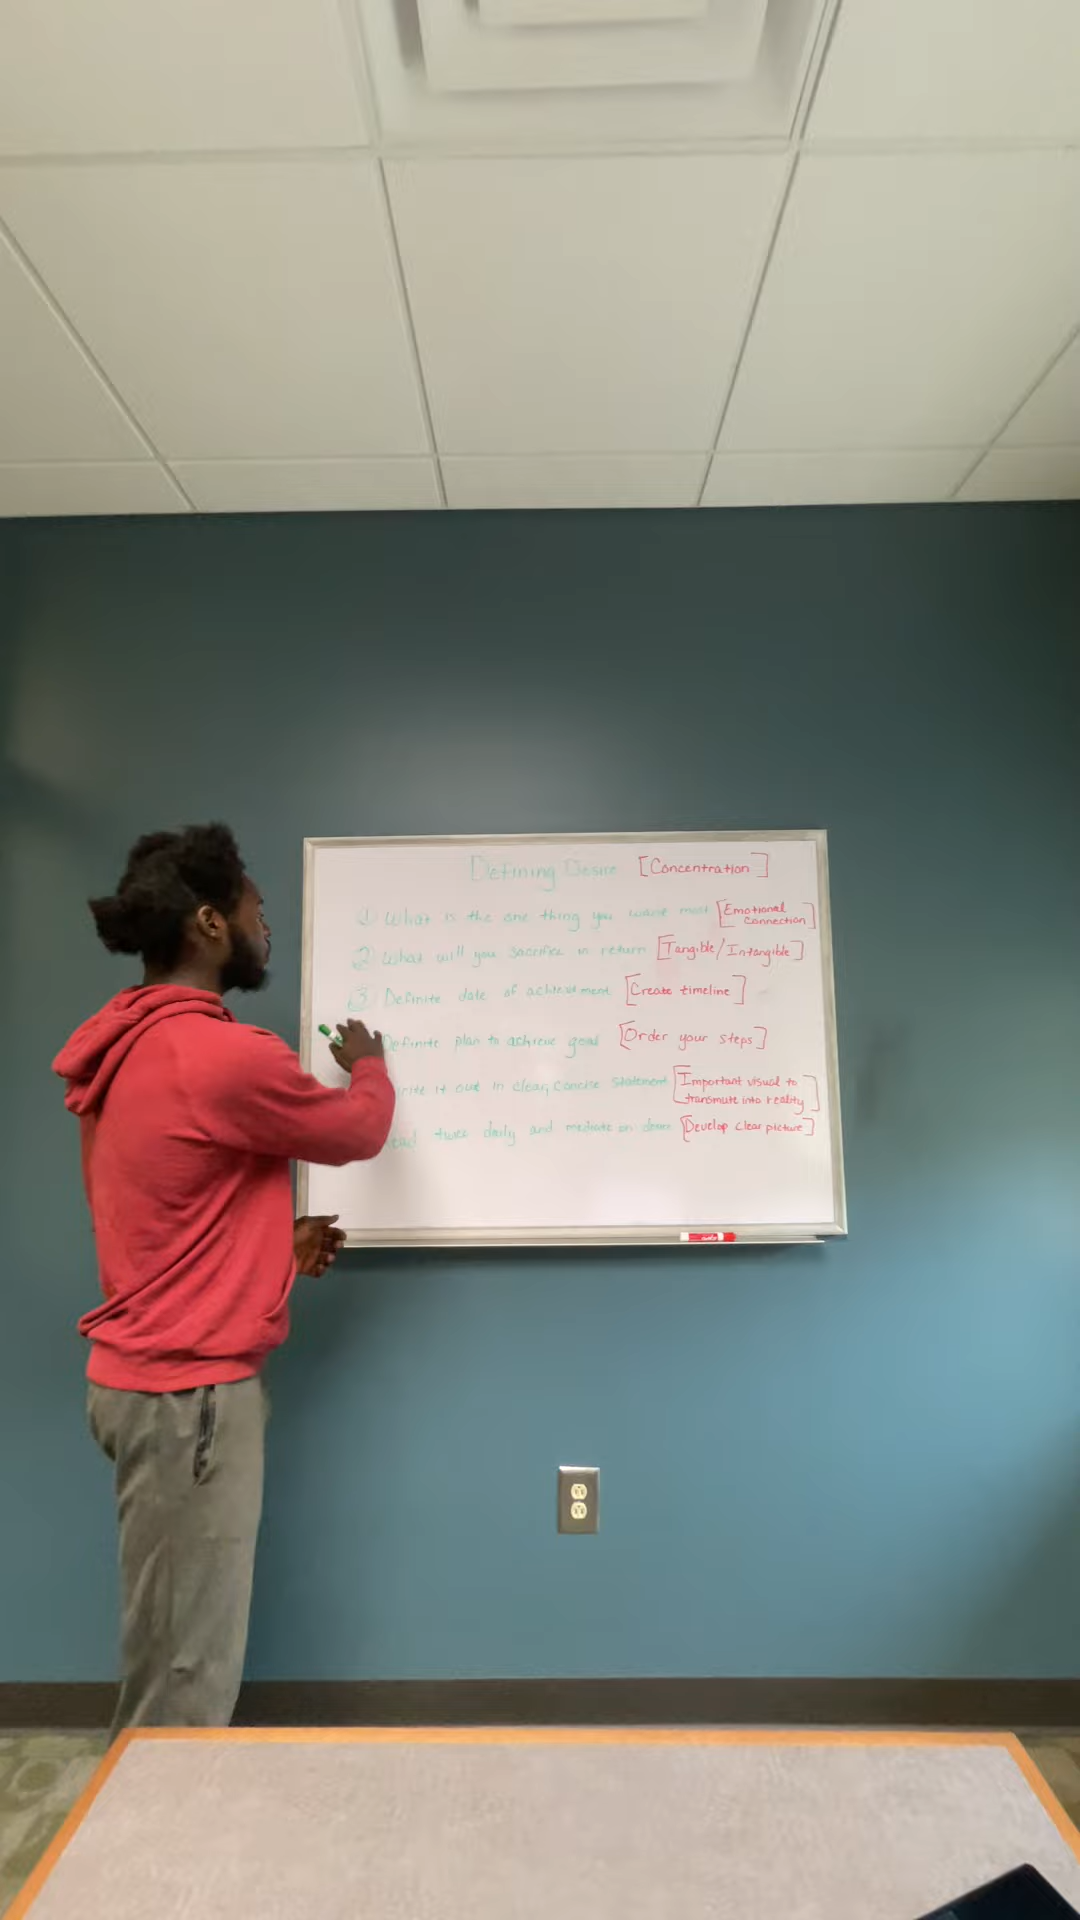 Defining Desire [Concentration]
① What is the one thing you want most [Emotional Connection]
② What will you sacrifice in return [Tangible/Intangible]
③ Definite date of achievement [Create timeline]
Definite plan to achieve goal [Order your steps]
it out in clear, concise statement [Important visual to transmute into reality]
twice daily and mediate on desire [Develop clear picture]